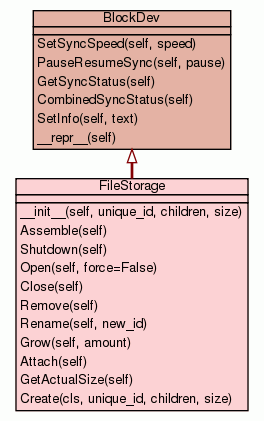 BlockDev
SetSyncSpeed(self, speed)
PauseResumeSync(self, pause)
GetSyncStatus(self)
CombinedSyncStatus(self)
SetInfo(self, text)
__repr__(self)
FileStorage
__init__(self, unique_id, children, size)
Assemble(self)
Shutdown(self)
Open(self, force=False)
Close(self)
Remove(self)
Rename(self, new_id)
Grow(self, amount)
Attach(self)
GetActualSize(self)
Create(cls, unique_id, children, size)